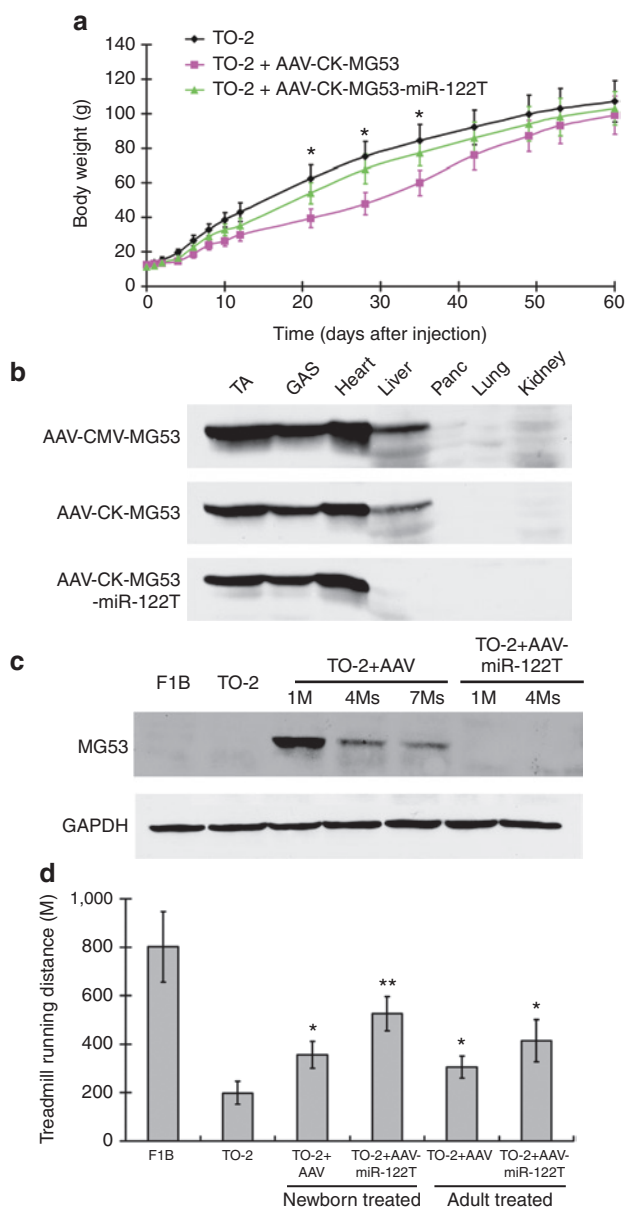 a
140
120
100
80
60
40
20
0
Body weight (g)
TO-2
TO-2 + AAV-CK-MG53
TO-2 + AAV-CK-MG53-miR-122T
* * *
0 10 20 30 40 50 60
Time (days after injection)
b
TA GAS Heart Liver Panc Lung Kidney
AAV-CMV-MG53
AAV-CK-MG53
AAV-CK-MG53
-miR-122T
c
F1B TO-2 TO-2+AAV TO-2+AAV-
miR-122T
1M 4Ms 7Ms 1M 4Ms
MG53
GAPDH
d
1,000
800
600
400
200
0
Treadmill running distance (M)
* ** * *
F1B TO-2 TO-2+
AAV TO-2+AAV-
miR-122T TO-2+AAV TO-2+AAV-
miR-122T
Newborn treated Adult treated